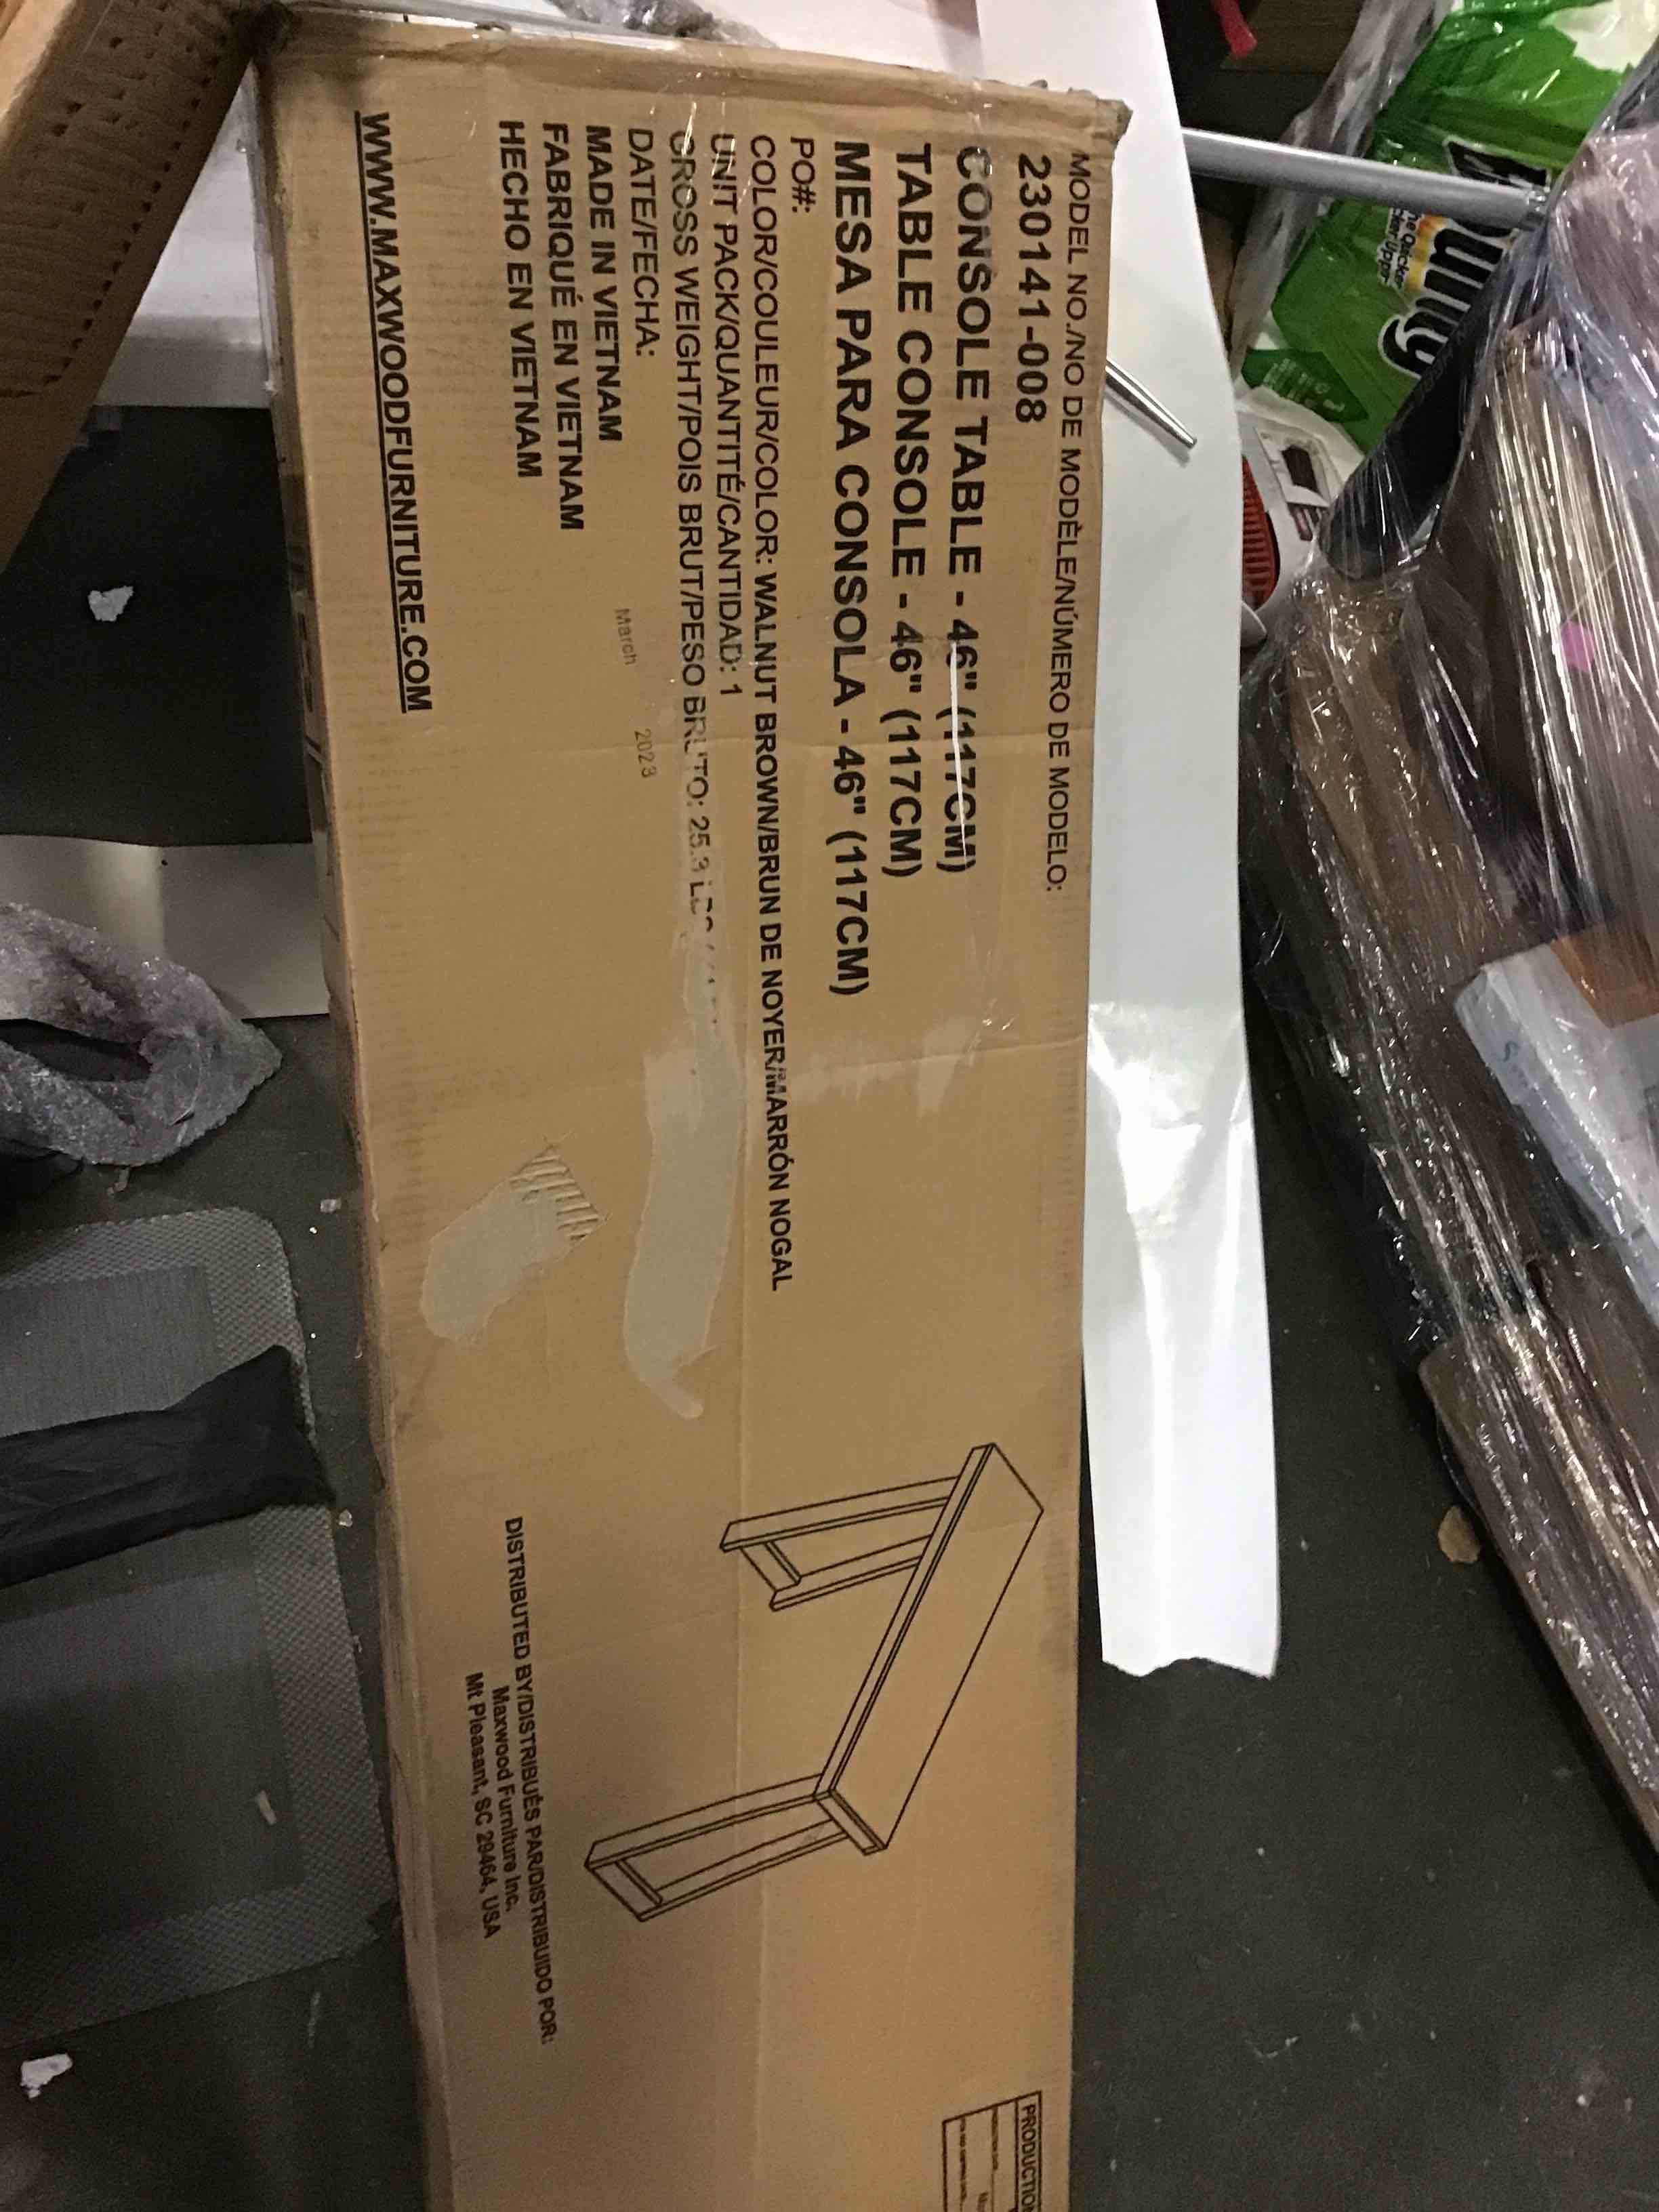 MODEL NO./NO DE MODÈLE/NÚMERO DE MODELO:
230141-008
CONSOLE TABLE - 46" (117CM)
TABLE CONSOLE - 46" (117CM)
MESA PARA CONSOLA - 46" (117CM)
PO#:
COLOR/COULEUR/COLOR: WALNUT BROWN/BRUN DE NOYER/MARRÓN NOGAL
UNIT PACK/QUANTITÉ/CANTIDAD: 1
GROSS WEIGHT/POIS BRUT/PESO BRUTO: 25.3
DATE/FECHA: March 2023
MADE IN VIETNAM
FABRIQUÉ EN VIETNAM
HECHO EN VIETNAM
WWW.MAXWOODFURNITURE.COM
DISTRIBUTED BY/DISTRIBUÉS PAR/DISTRIBUIDO POR:
Maxwood Furniture Inc.
Mt Pleasant, SC 29464, USA